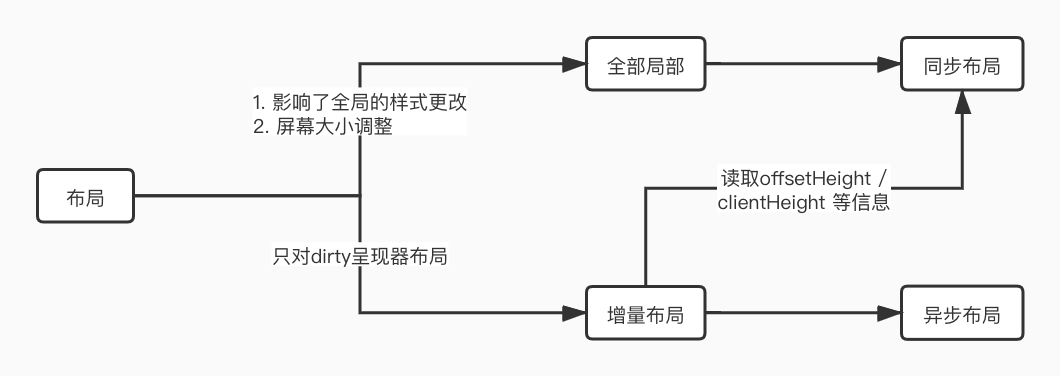 全部局部
同步布局
1. 影响了全局的样式更改
2. 屏幕大小调整
布局
读取offsetHeight /
clientHeight 等信息
只对dirty呈现器布局
增量布局
异步布局